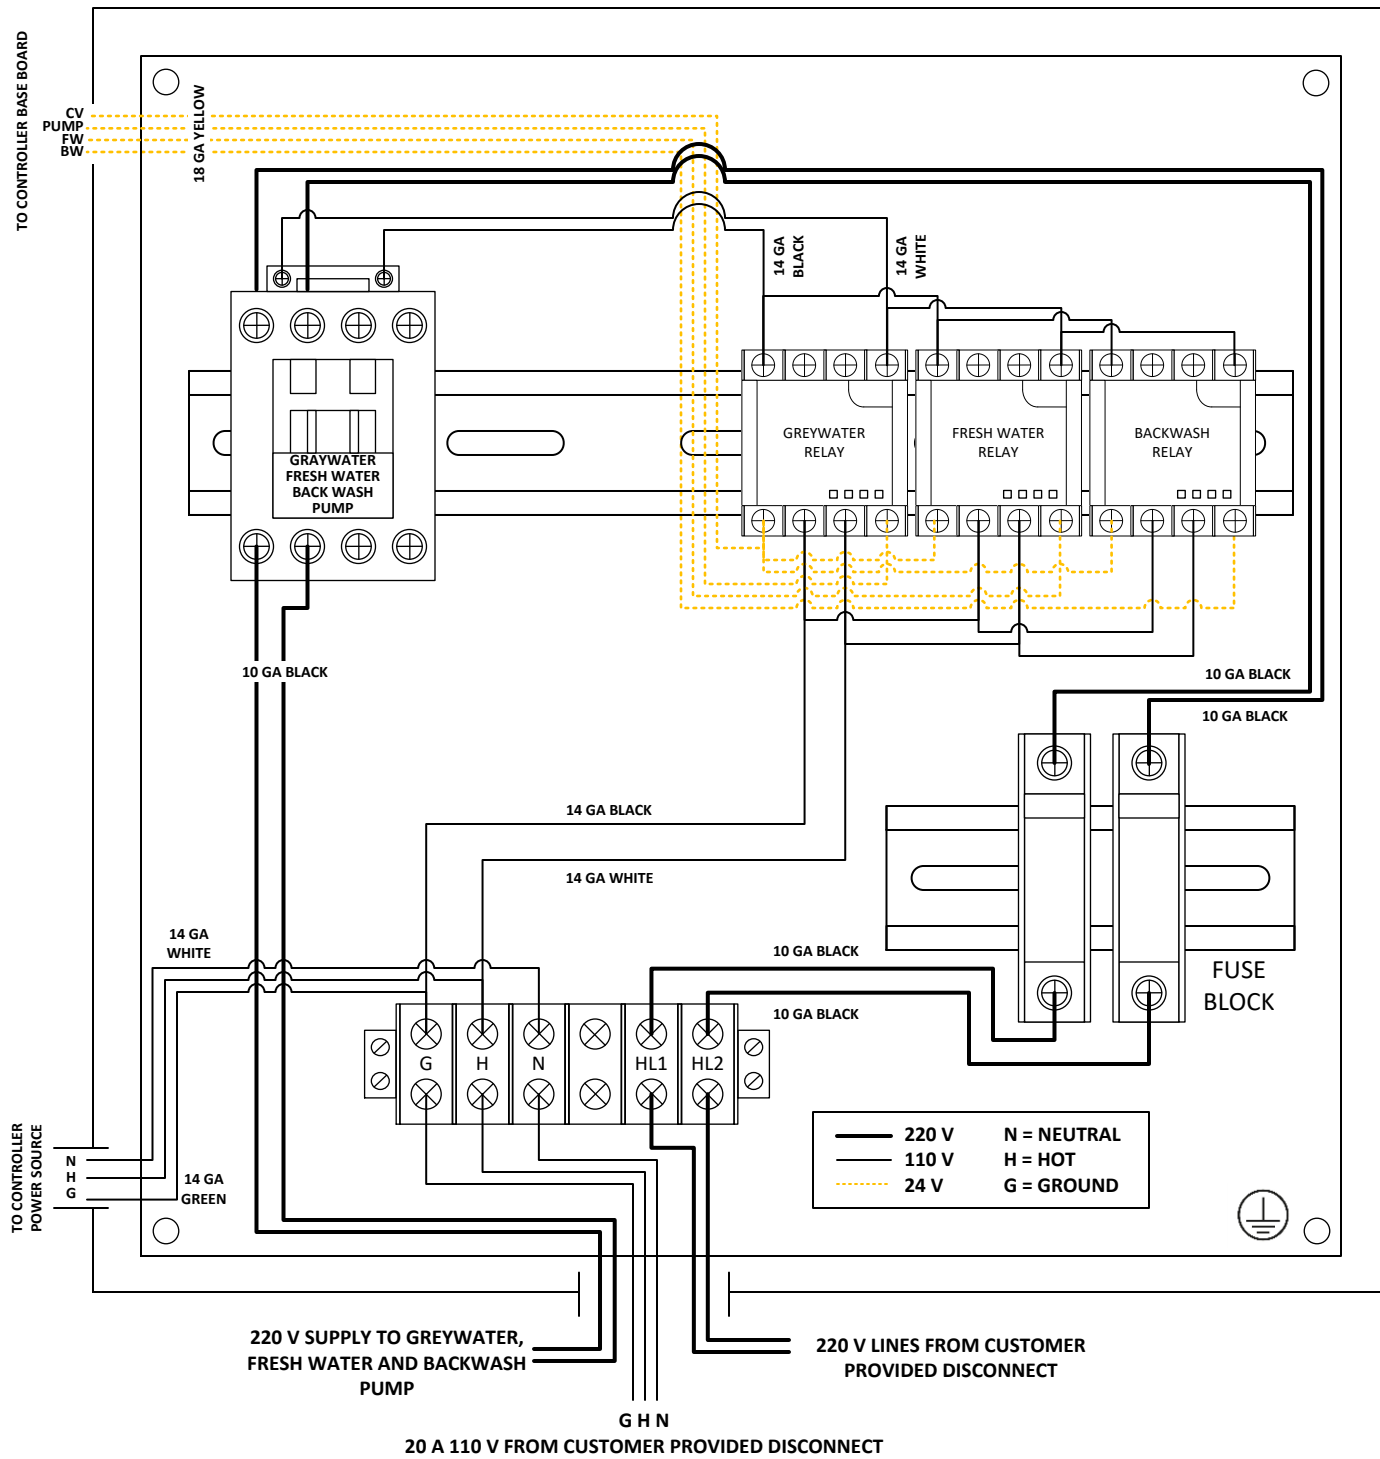 TO CONTROLLER BASE BOARD
CV
PUMP
FW
BW
18 GA YELLOW
14 GA
BLACK
14 GA
WHITE
GRAYWATER
FRESH WATER
BACK WASH
PUMP
GREYWATER
RELAY
FRESH WATER
RELAY
BACKWASH
RELAY
10 GA BLACK
10 GA BLACK
10 GA BLACK
14 GA BLACK
14 GA WHITE
14 GA
WHITE
10 GA BLACK
10 GA BLACK
FUSE
BLOCK
G
H
N
HL1
HL2
TO CONTROLLER
POWER SOURCE
N
H
G
14 GA
GREEN
220 V N = NEUTRAL
110 V H = HOT
24 V G = GROUND
220 V SUPPLY TO GREYWATER,
FRESH WATER AND BACKWASH
PUMP
220 V LINES FROM CUSTOMER
PROVIDED DISCONNECT
G H N
20 A 110 V FROM CUSTOMER PROVIDED DISCONNECT